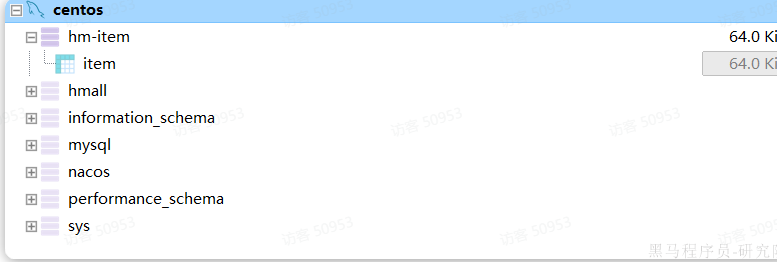 centos
hm-item 64.0 Ki
item 64.0 Ki
hmall
information_schema
访客 50953
访客 50953
访客 50953
mysql
nacos
performance_schema
sys
访客 50953
访客 50953
访客 50953
黑马程序员-研究院